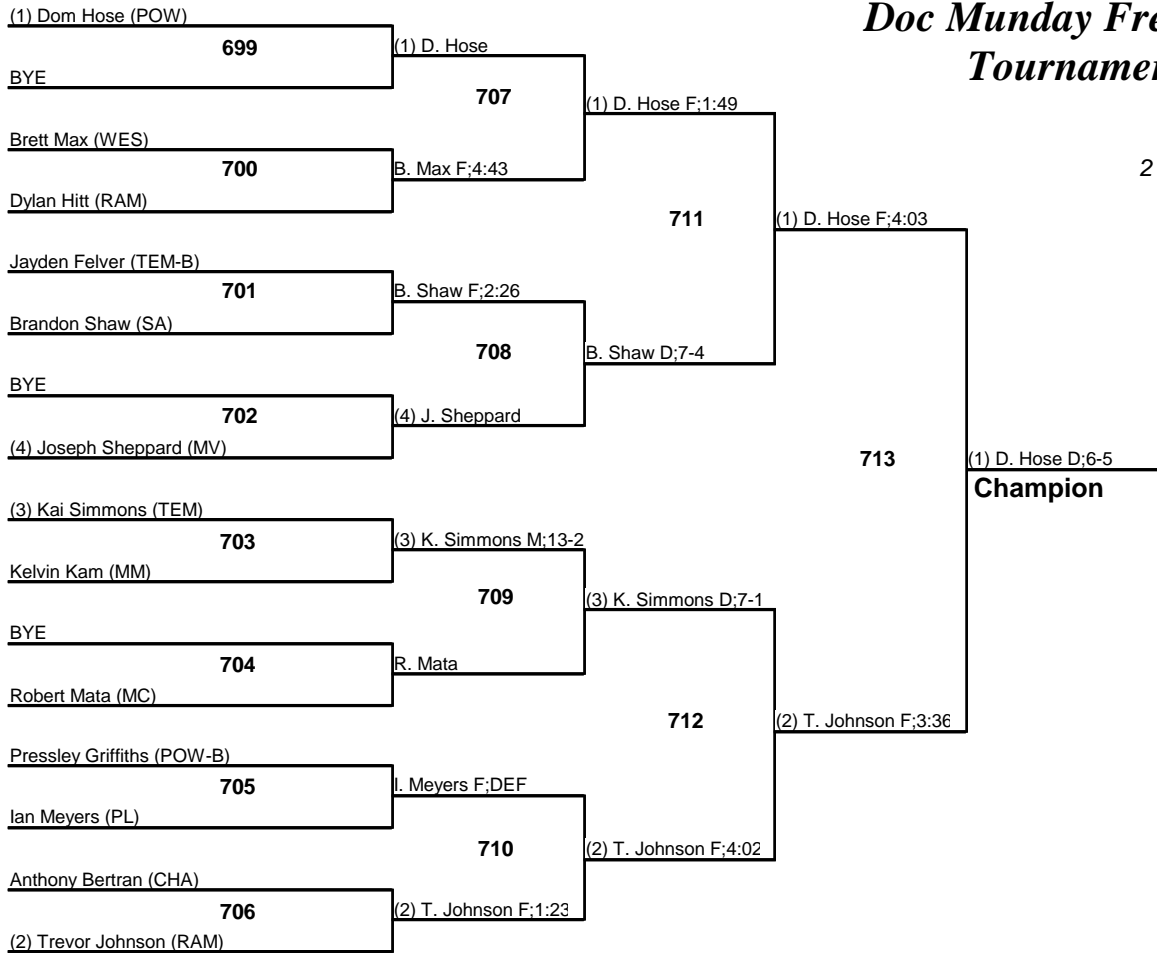 (1) Dom Hose (POW)
699
BYE
Brett Max (WES)
700
Dylan Hitt (RAM)
Jayden Felver (TEM-B)
701
Brandon Shaw (SA)
BYE
702
(4) Joseph Sheppard (MV)
(3) Kai Simmons (TEM)
703
Kelvin Kam (MM)
BYE
704
Robert Mata (MC)
Pressley Griffiths (POW-B)
705
Ian Meyers (PL)
Anthony Bertran (CHA)
706
(2) Trevor Johnson (RAM)
(1) D. Hose
707
B. Max F;4:43
B. Shaw F;2:26
708
(4) J. Sheppard
(3) K. Simmons M;13-2
709
R. Mata
I. Meyers F;DEF
710
(2) T. Johnson F;1:23
(1) D. Hose F;1:49
711
B. Shaw D;7-4
(3) K. Simmons D;7-1
712
(2) T. Johnson F;4:02
(1) D. Hose F;4:03
713
(2) T. Johnson F;3:36
(1) D. Hose D;6-5
Champion
Doc Munday Fre
Tournamen
2